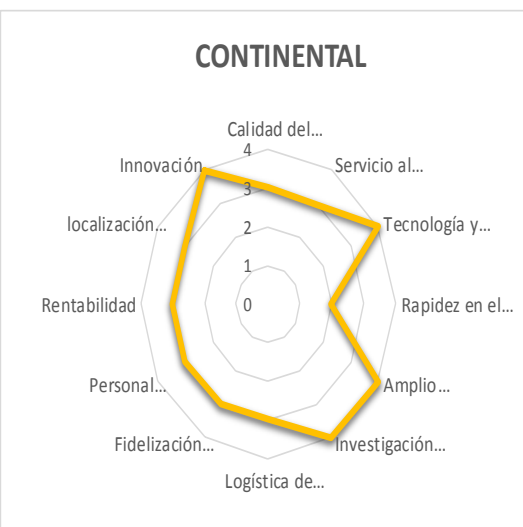 CONTINENTAL
Calidad del...
4
Innovación
3
Servicio al...
localización...
2
Tecnología y...
1
Rentabilidad
0
Rapidez en el...
Personal...
Amplio...
Fidelización...
Investigación...
Logística de...